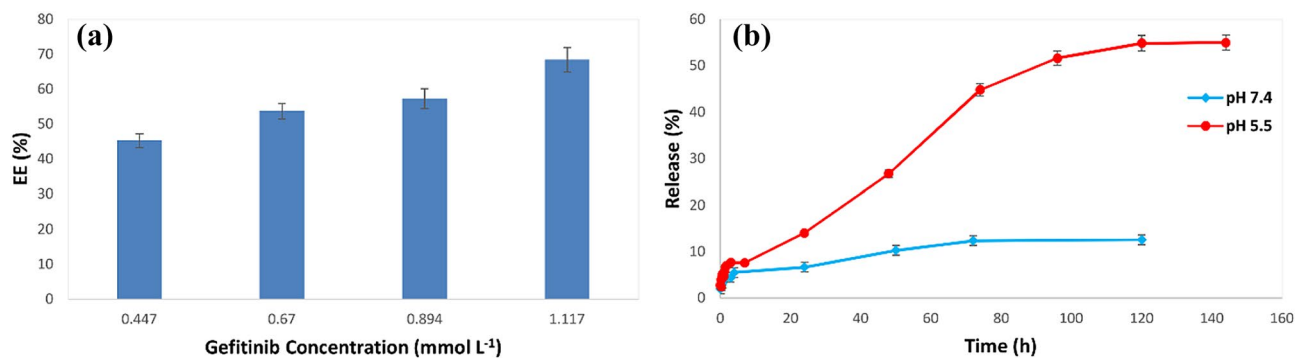 (a)
80
70
60
50
40
30
20
10
0
EE (%)
0.447 0.67 0.894 1.117
Gefitinib Concentration (mmol L⁻¹)
(b)
60
50
40
30
20
10
0
Release (%)
pH 7.4
pH 5.5
0 20 40 60 80 100 120 140 160
Time (h)